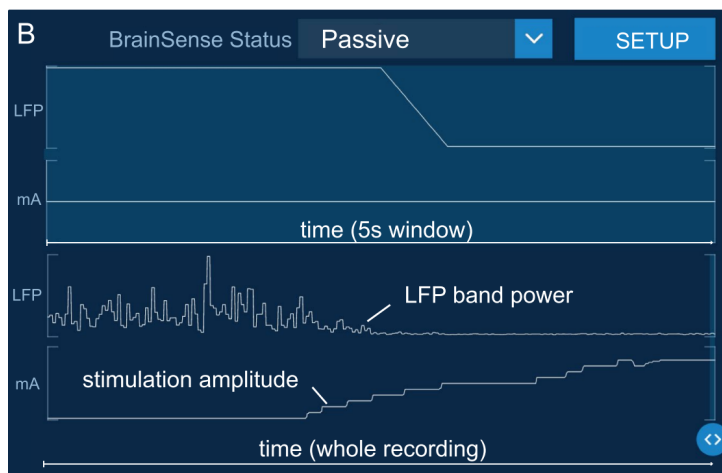 B
BrainSense Status Passive SETUP
LFP
mA
time (5s window)
LFP
LFP band power
mA
stimulation amplitude
time (whole recording)